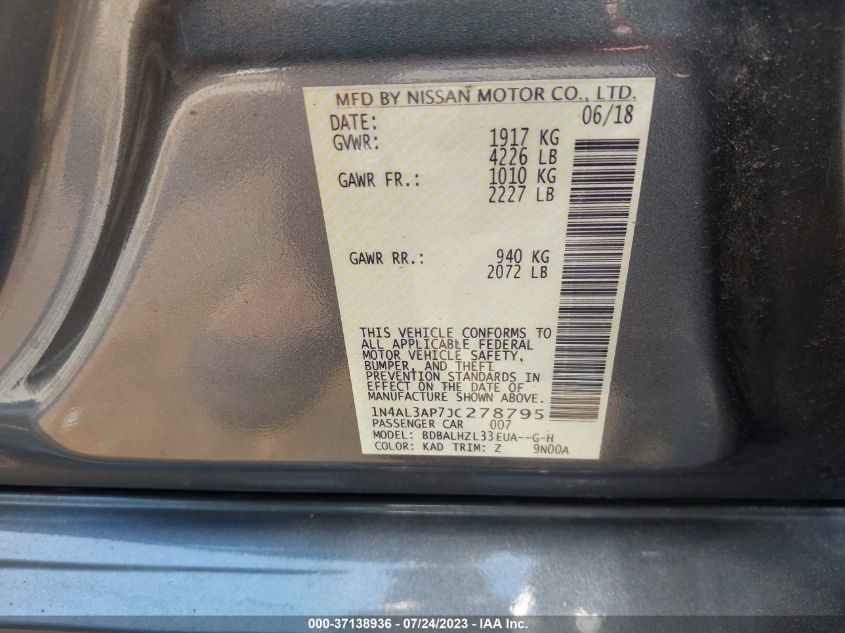 MFD BY NISSAN MOTOR CO., LTD.
DATE: 06/18
GVWR: 1917 KG
4226 LB
GAWR FR.: 1010 KG
2227 LB
GAWR RR.: 940 KG
2072 LB
THIS VEHICLE CONFORMS TO
ALL APPLICABLE FEDERAL
MOTOR VEHICLE SAFETY,
BUMPER, AND THEFT
PREVENTION STANDARDS IN
EFFECT ON THE DATE OF
MANUFACTURE SHOWN ABOVE.
1N4AL3AP7JC278795
PASSENGER CAR 007
MODEL: BDBALHZL33EUA--G-H
COLOR: KAD TRIM: Z 9N00A
000-37138936 - 07/24/2023 - IAA Inc.